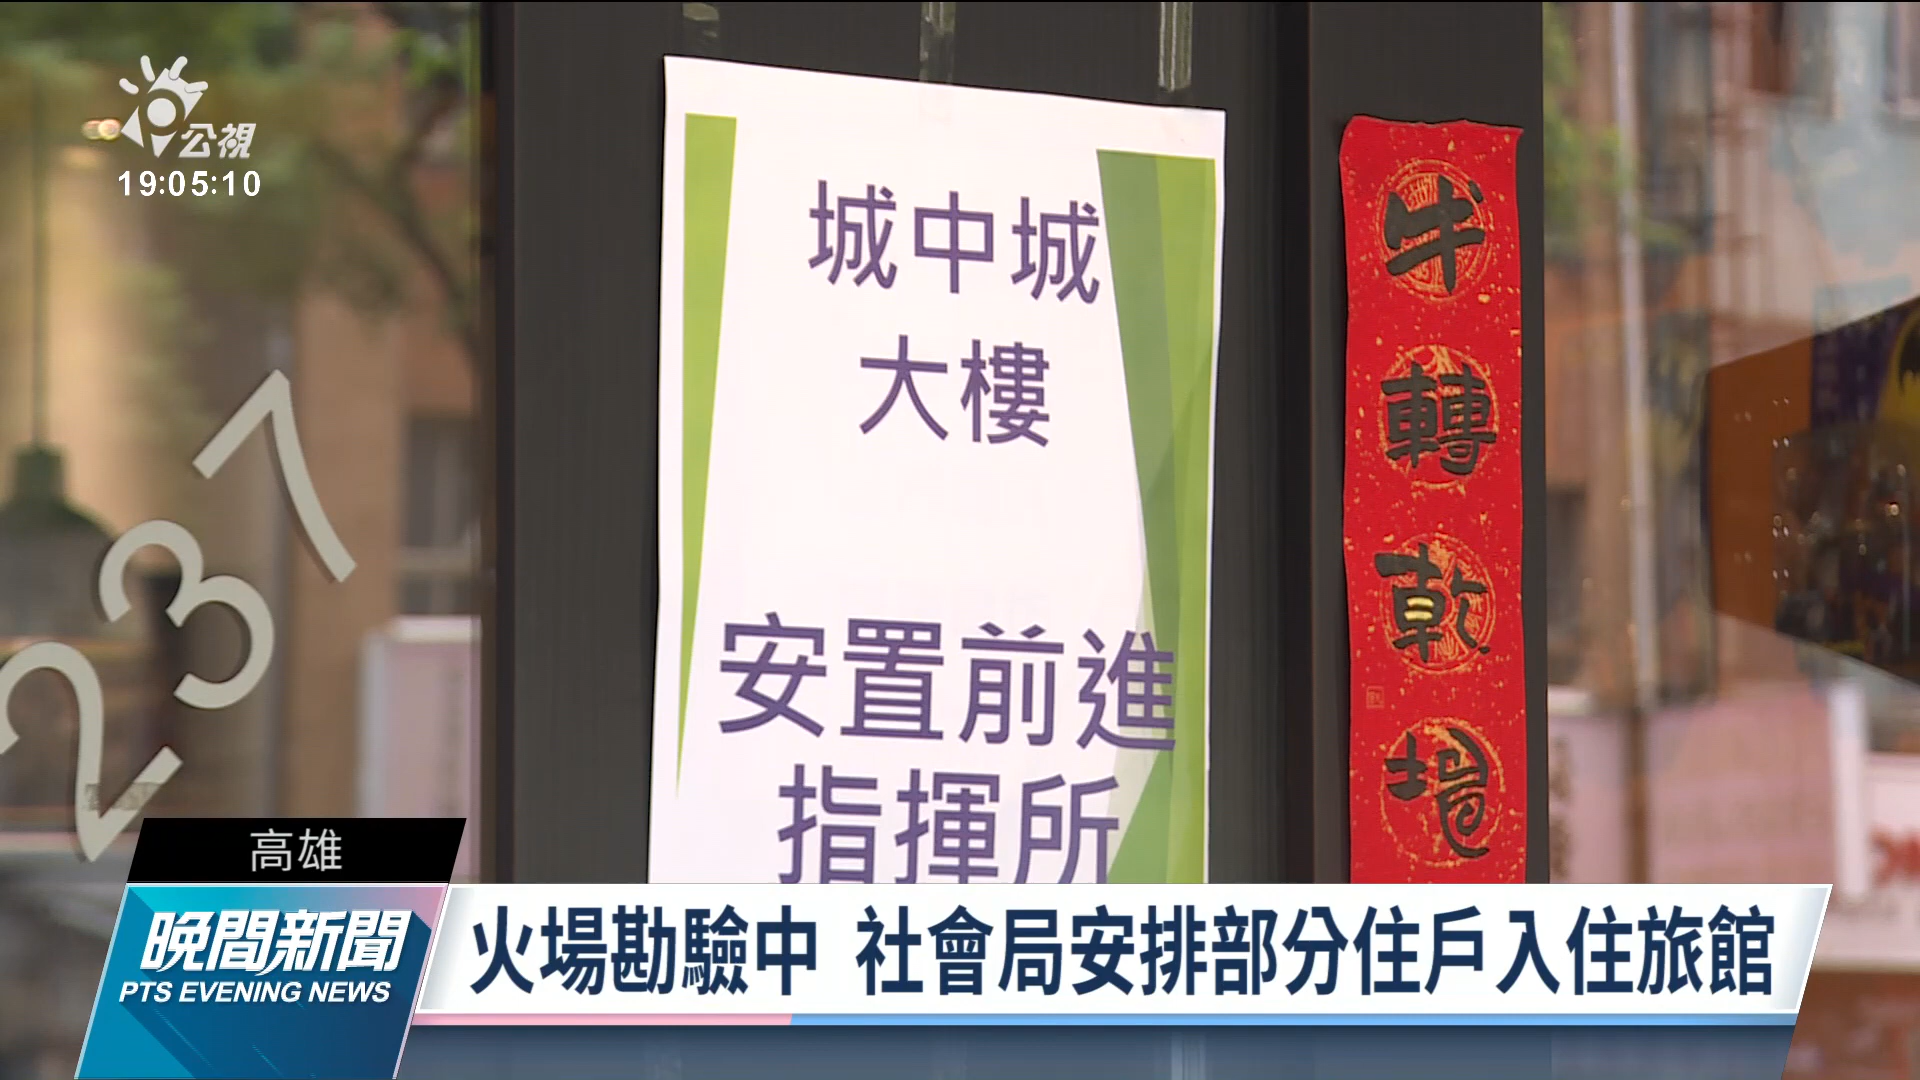 公視
19:05:10
237
城中城
大樓
安置前進
指揮所
牛轉乾坤
高雄
晚間新聞
PTS EVENING NEWS
火場勘驗中 社會局安排部分住戶入住旅館